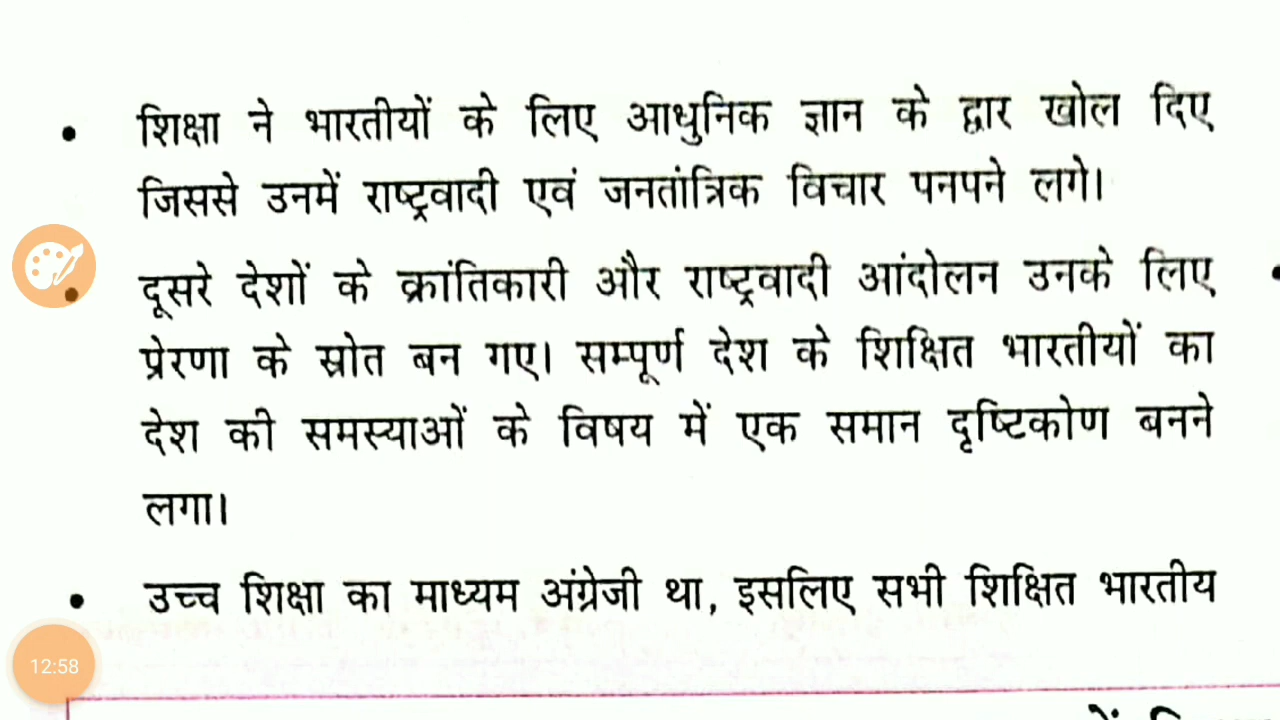 शिक्षा ने भारतीयों के लिए आधुनिक ज्ञान के द्वार खोल दिए
जिससे उनमें राष्ट्रवादी एवं जनतांत्रिक विचार पनपने लगे।
दूसरे देशों के क्रांतिकारी और राष्ट्रवादी आंदोलन उनके लिए
प्रेरणा के स्रोत बन गए। सम्पूर्ण देश के शिक्षित भारतीयों का
देश की समस्याओं के विषय में एक समान दृष्टिकोण बनने
लगा।
उच्च शिक्षा का माध्यम अंग्रेजी था, इसलिए सभी शिक्षित भारतीय
12:58